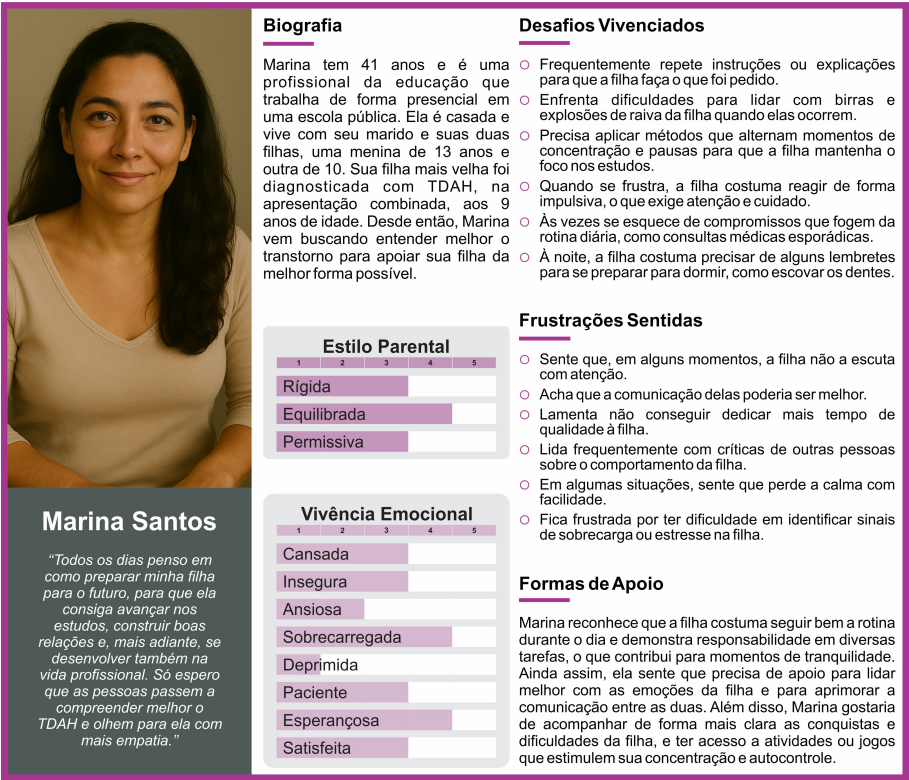 Marina Santos
“Todos os dias penso em
como preparar minha filha
para o futuro, para que ela
consiga avançar nos
estudos, construir boas
relações e, mais adiante, se
desenvolver também na
vida profissional. Só espero
que as pessoas passem a
compreender melhor o
TDAH e olhem para ela com
mais empatia.”
Biografia
Marina tem 41 anos e é uma
profissional da educação que
trabalha de forma presencial em
uma escola pública. Ela é casada e
vive com seu marido e suas duas
filhas, uma menina de 13 anos e
outra de 10. Sua filha mais velha foi
diagnosticada com TDAH, na
apresentação combinada, aos 9
anos de idade. Desde então, Marina
vem buscando entender melhor o
transtorno para apoiar sua filha da
melhor forma possível.
Estilo Parental
1 2 3 4 5
Rígida
Equilibrada
Permissiva
Vivência Emocional
1 2 3 4 5
Cansada
Insegura
Ansiosa
Sobrecarregada
Deprimida
Paciente
Esperançosa
Satisfeita
Desafios Vivenciados
Frequentemente repete instruções ou explicações
para que a filha faça o que foi pedido.
Enfrenta dificuldades para lidar com birras e
explosões de raiva da filha quando elas ocorrem.
Precisa aplicar métodos que alternam momentos de
concentração e pausas para que a filha mantenha o
foco nos estudos.
Quando se frustra, a filha costuma reagir de forma
impulsiva, o que exige atenção e cuidado.
Às vezes se esquece de compromissos que fogem da
rotina diária, como consultas médicas esporádicas.
À noite, a filha costuma precisar de alguns lembretes
para se preparar para dormir, como escovar os dentes.
Frustrações Sentidas
Sente que, em alguns momentos, a filha não a escuta
com atenção.
Acha que a comunicação delas poderia ser melhor.
Lamenta não conseguir dedicar mais tempo de
qualidade à filha.
Lida frequentemente com críticas de outras pessoas
sobre o comportamento da filha.
Em algumas situações, sente que perde a calma com
facilidade.
Fica frustrada por ter dificuldade em identificar sinais
de sobrecarga ou estresse na filha.
Formas de Apoio
Marina reconhece que a filha costuma seguir bem a rotina
durante o dia e demonstra responsabilidade em diversas
tarefas, o que contribui para momentos de tranquilidade.
Ainda assim, ela sente que precisa de apoio para lidar
melhor com as emoções da filha e para aprimorar a
comunicação entre as duas. Além disso, Marina gostaria
de acompanhar de forma mais clara as conquistas e
dificuldades da filha, e ter acesso a atividades ou jogos
que estimulem sua concentração e autocontrole.